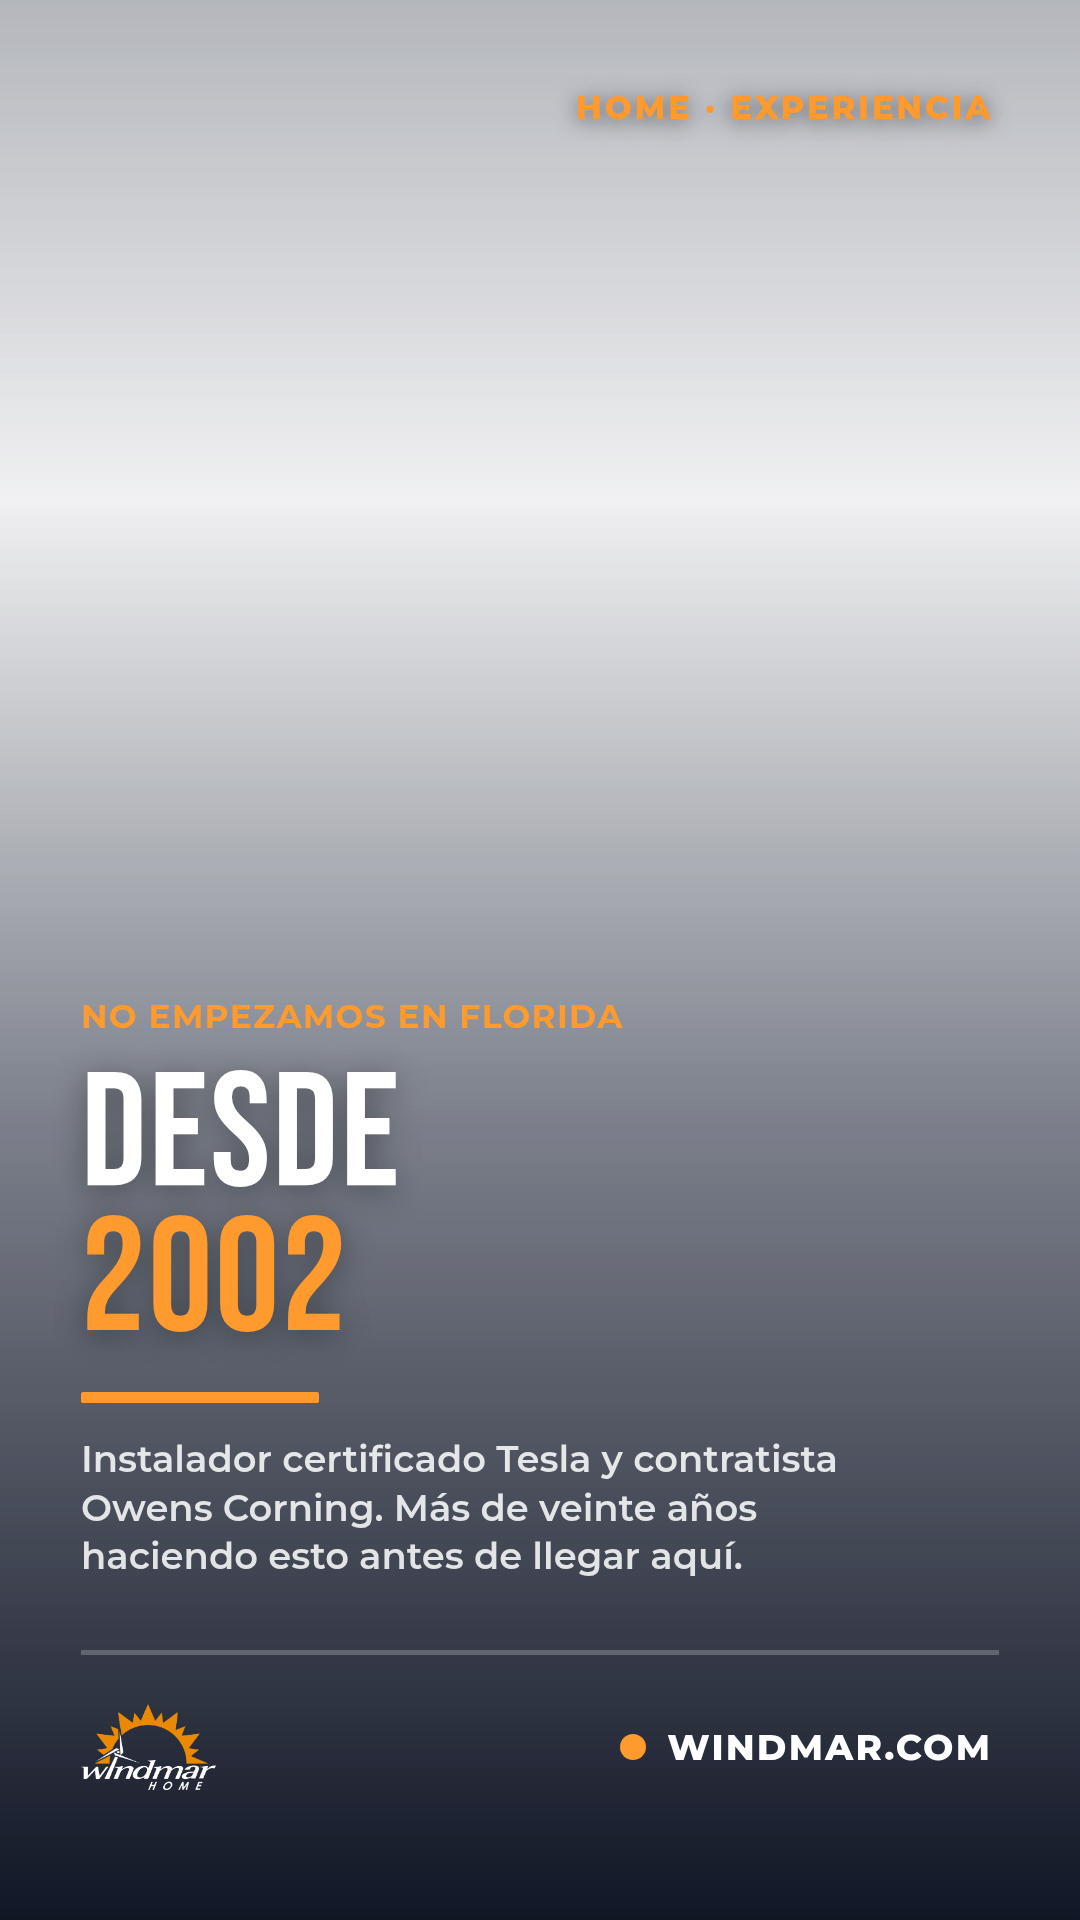 HOME · EXPERIENCIA
NO EMPEZAMOS EN FLORIDA
DESDE
2002
Instalador certificado Tesla y contratista
Owens Corning. Más de veinte años
haciendo esto antes de llegar aquí.
windmar
HOME
WINDMAR.COM